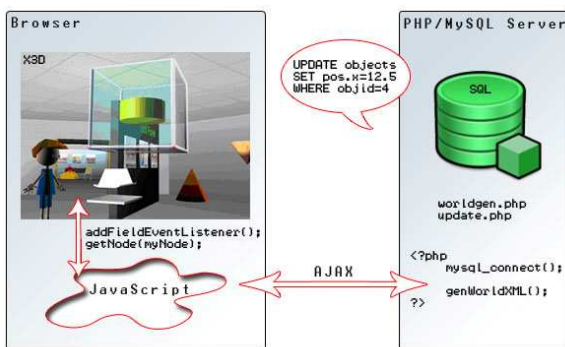 Browser
X3D
addFieldEventListener();
getNode(myNode);
JavaScript
AJAX
UPDATE objects
SET pos.x=12.5
WHERE objid=4
PHP/MySQL Server
SQL
worldgen.php
update.php
<?php
mysql_connect();
genWorldXML();
?>